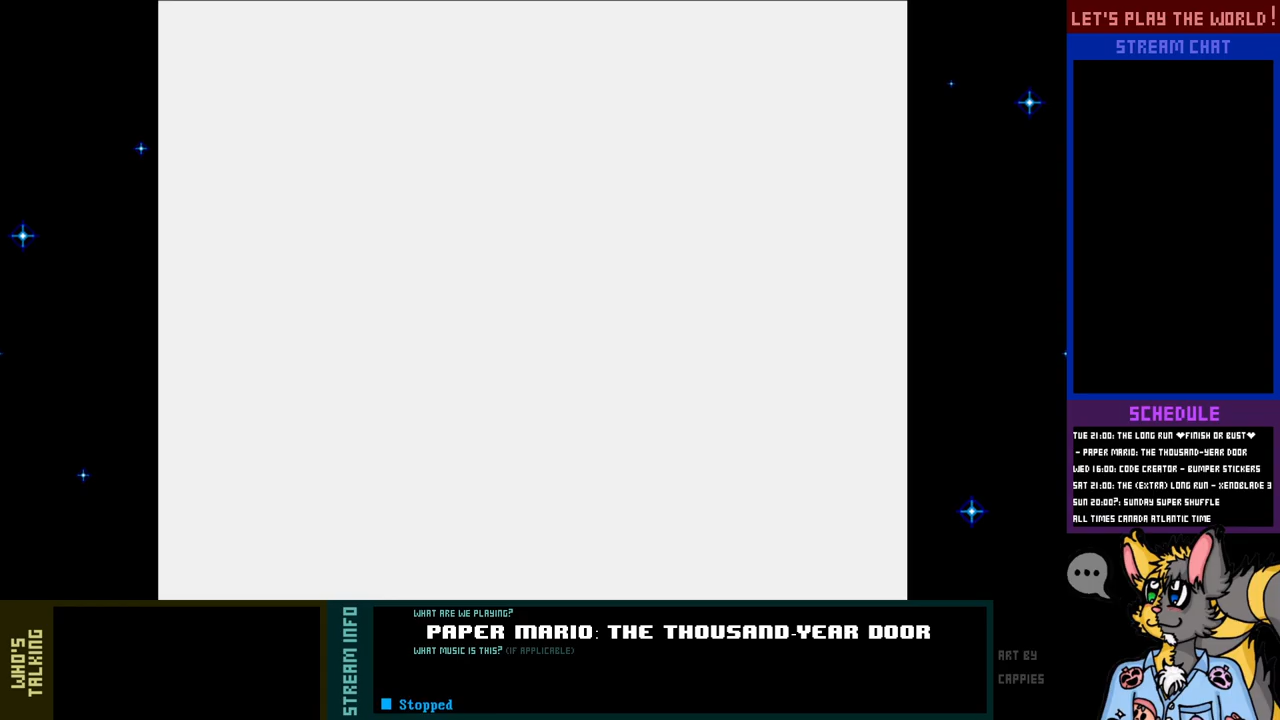 LET'S PLAY THE WORLD!
STREAM CHAT
SCHEDULE
TUE 21:00: THE LONG RUN ❤FINISH OR BUST❤
- PAPER MARIO: THE THOUSAND-YEAR DOOR
WED 16:00: CODE CREATOR - BUMPER STICKERS
SAT 21:00: THE (EXTRA) LONG RUN - XENOBLADE 3
SUN 20:00?: SUNDAY SUPER SHUFFLE
ALL TIMES CANADA ATLANTIC TIME
WHO'S
TALKING
STREAM INFO
WHAT ARE WE PLAYING?
PAPER MARIO: THE THOUSAND-YEAR DOOR
WHAT MUSIC IS THIS? (IF APPLICABLE)
Stopped
ART BY
CAPPIES